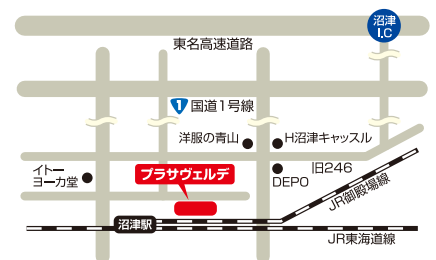 沼津
I.C
東名高速道路
1 国道1号線
洋服の青山
H沼津キャッスル
イトー
ヨーカ堂
プラサヴェルデ
DEPO
旧246
JR御殿場線
沼津駅
JR東海道線